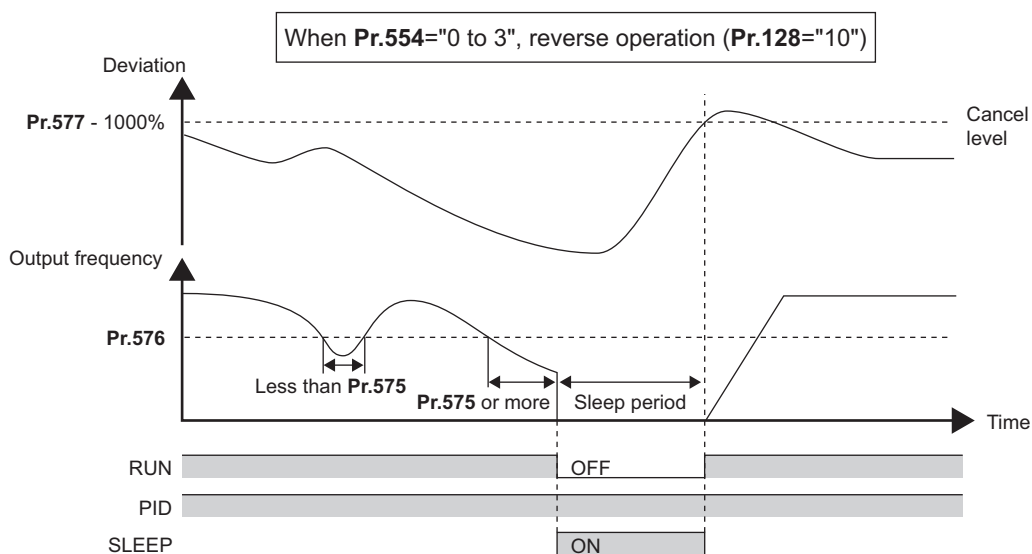 When Pr.554="0 to 3", reverse operation (Pr.128="10")
Deviation
Pr.577 - 1000%
Cancel
level
Output frequency
Pr.576
Less than Pr.575
Pr.575 or more
Sleep period
Time
RUN
OFF
PID
SLEEP
ON